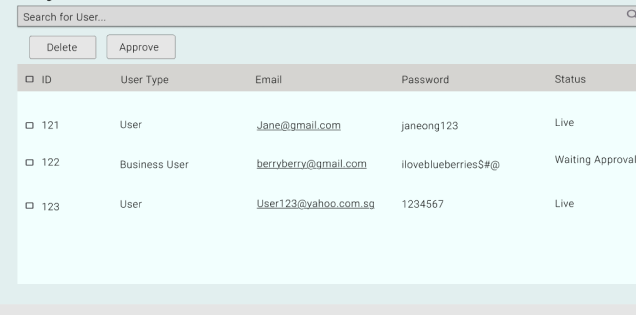 Search for User...
Delete Approve
ID User Type Email Password Status
121 User Jane@gmail.com janeong123 Live
122 Business User berryberry@gmail.com iloveblueberries$#@ Waiting Approval
123 User User123@yahoo.com.sg 1234567 Live